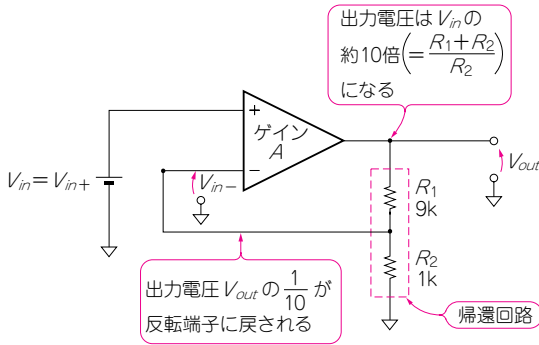 出力電圧はVinの
約10倍(=R1+R2/R2)
になる
+
ゲイン
A
−
Vin=Vin+
Vin−
Vout
R1
9k
R2
1k
出力電圧Voutの1/10が
反転端子に戻される
帰還回路